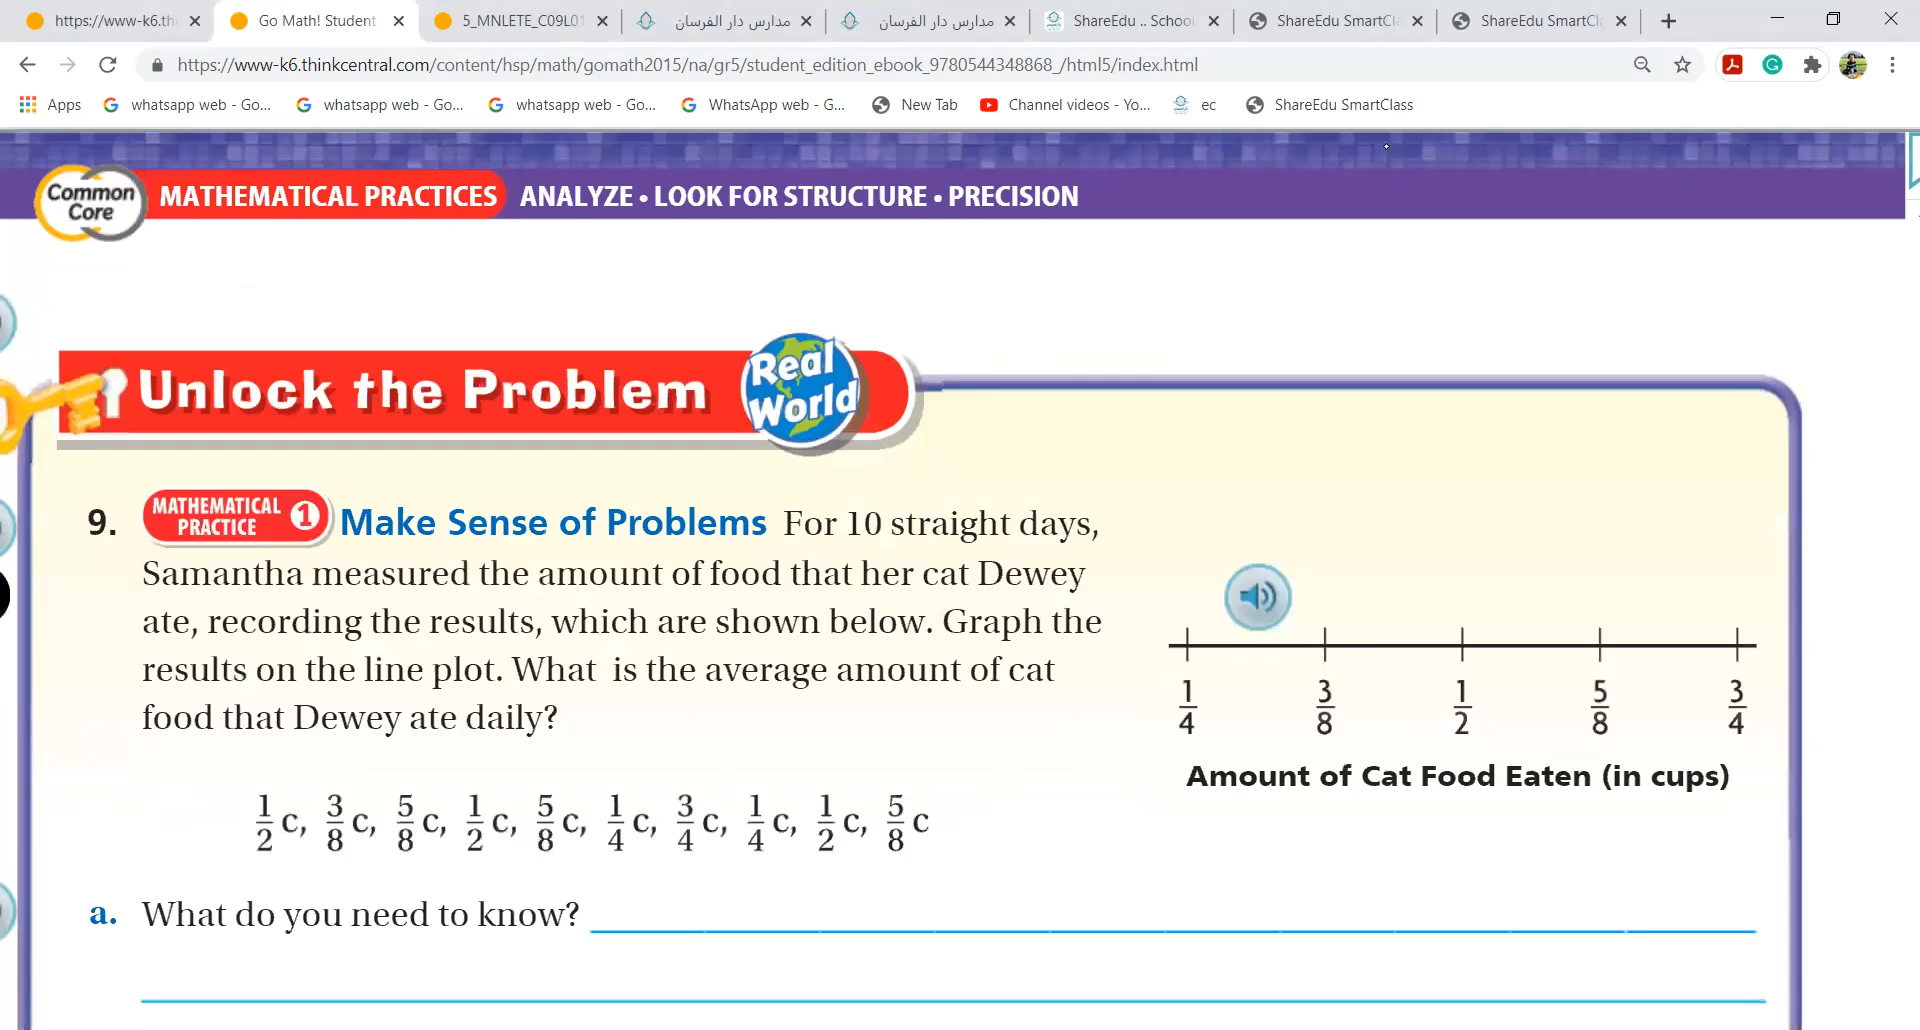 https://www-k6.th
Go Math! Student
5_MNLETE_C09L01
مدارس دار الفرسان
مدارس دار الفرسان
ShareEdu .. School
ShareEdu SmartCl
ShareEdu SmartCl
https://www-k6.thinkcentral.com/content/hsp/math/gomath2015/na/gr5/student_edition_ebook_9780544348868_/html5/index.html
Apps
whatsapp web - Go...
whatsapp web - Go...
whatsapp web - Go...
WhatsApp web - G...
New Tab
Channel videos - Yo...
ec
ShareEdu SmartClass
Common
Core
MATHEMATICAL PRACTICES ANALYZE • LOOK FOR STRUCTURE • PRECISION
Unlock the Problem
Real
World
9. MATHEMATICAL PRACTICE 1 Make Sense of Problems For 10 straight days,
Samantha measured the amount of food that her cat Dewey
ate, recording the results, which are shown below. Graph the
results on the line plot. What is the average amount of cat
food that Dewey ate daily?
1/4 3/8 1/2 5/8 3/4
Amount of Cat Food Eaten (in cups)
1/2 c, 3/8 c, 5/8 c, 1/2 c, 5/8 c, 1/4 c, 3/4 c, 1/4 c, 1/2 c, 5/8 c
a. What do you need to know?